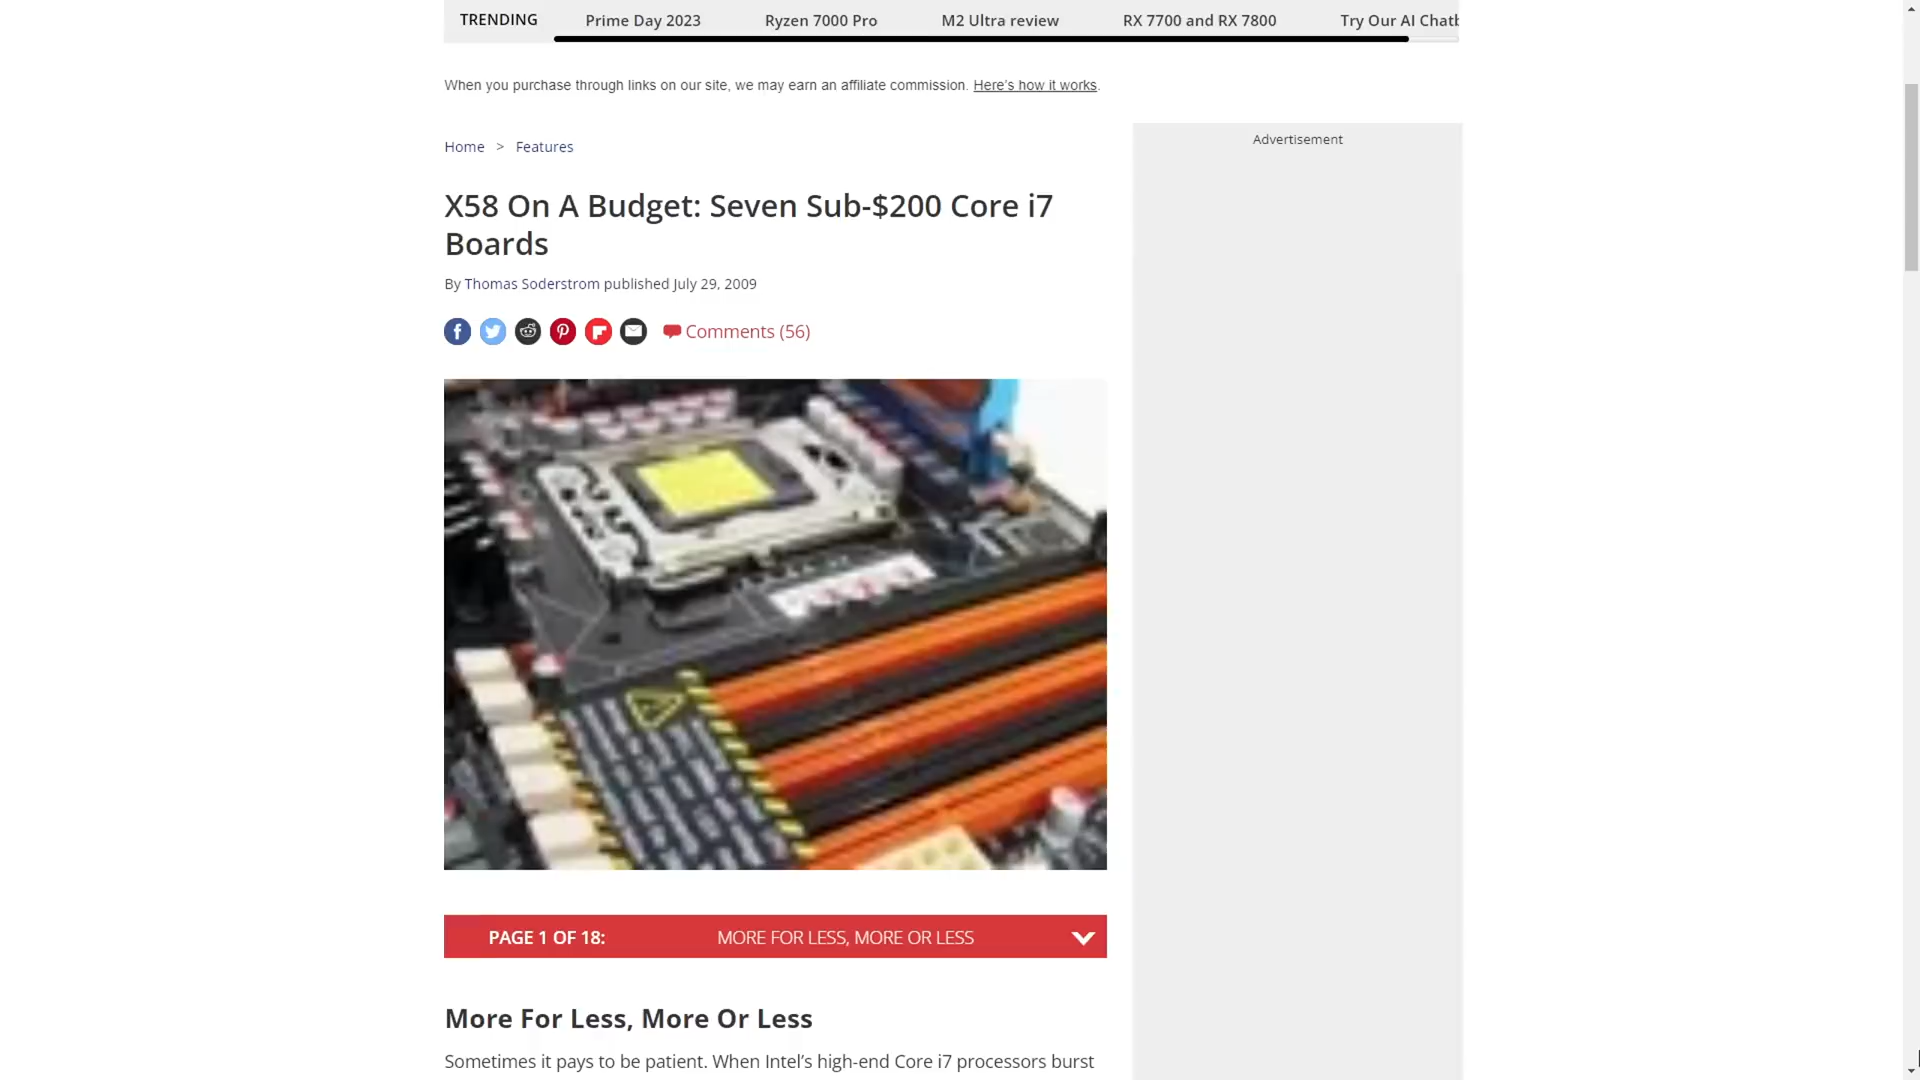 TRENDING Prime Day 2023 Ryzen 7000 Pro M2 Ultra review RX 7700 and RX 7800 Try Our AI Chatb
When you purchase through links on our site, we may earn an affiliate commission. Here's how it works.
Advertisement
Home > Features
X58 On A Budget: Seven Sub-$200 Core i7
Boards
By Thomas Soderstrom published July 29, 2009
Comments (56)
PAGE 1 OF 18: MORE FOR LESS, MORE OR LESS
More For Less, More Or Less
Sometimes it pays to be patient. When Intel's high-end Core i7 processors burst